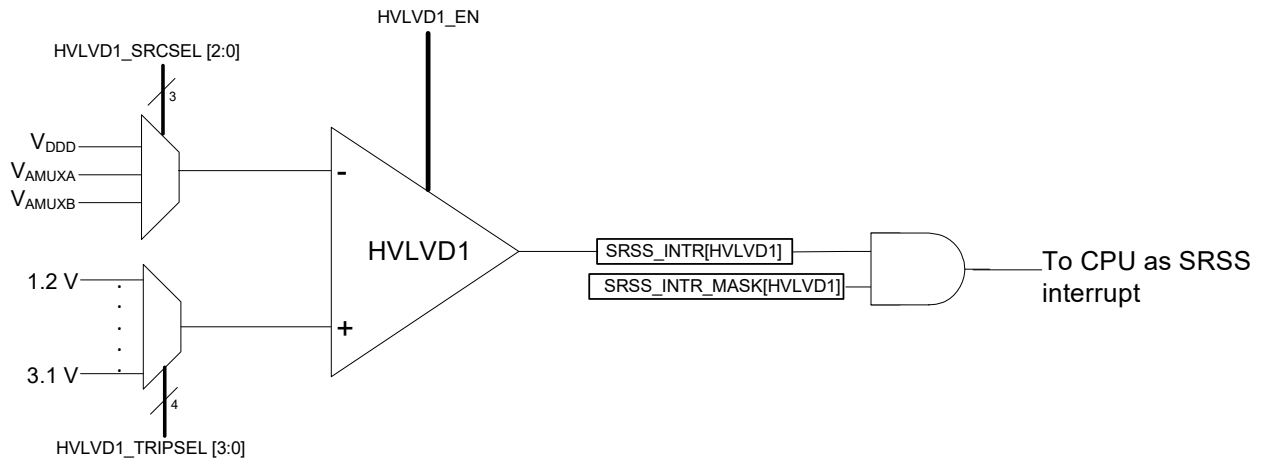 HVLVD1_EN
HVLVD1_SRCSEL [2:0]
3
VDDD
VAMUXA
VAMUXB
-
HVLVD1
SRSS_INTR[HVLVD1]
SRSS_INTR_MASK[HVLVD1]
To CPU as SRSS
interrupt
1.2 V
+
3.1 V
4
HVLVD1_TRIPSEL [3:0]